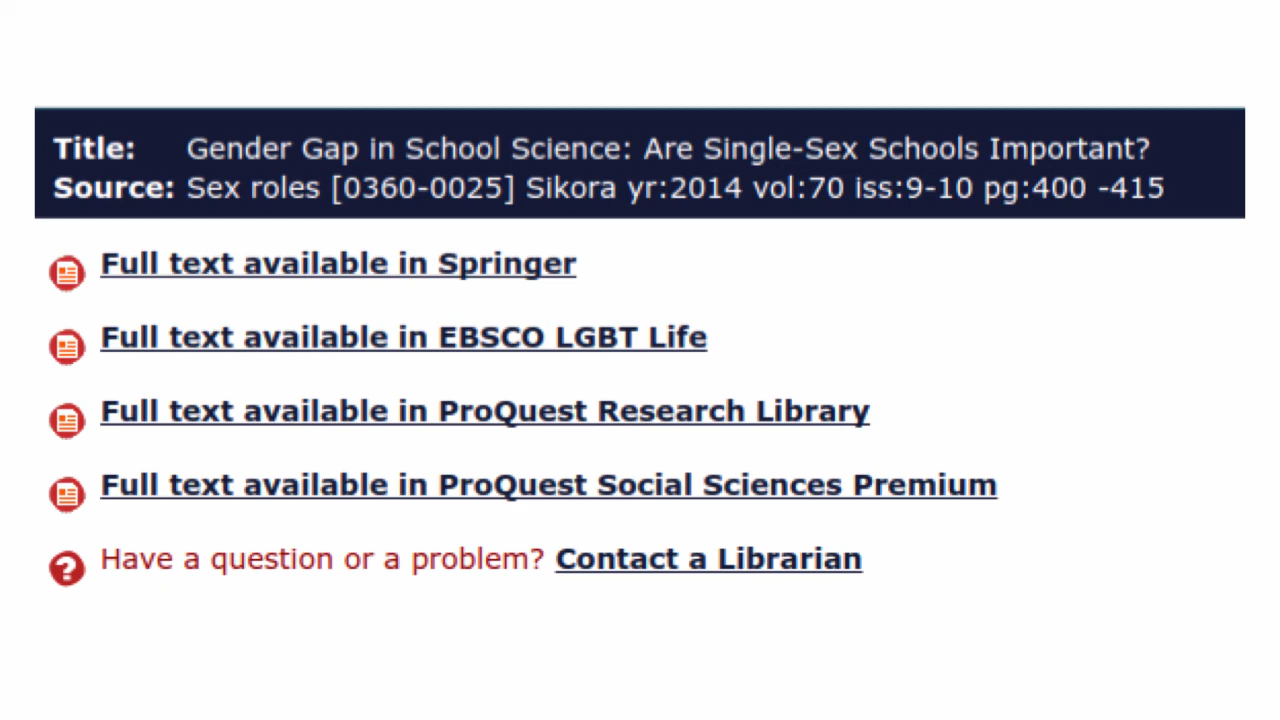 Title: Gender Gap in School Science: Are Single-Sex Schools Important?
Source: Sex roles [0360-0025] Sikora yr:2014 vol:70 iss:9-10 pg:400 -415
Full text available in Springer
Full text available in EBSCO LGBT Life
Full text available in ProQuest Research Library
Full text available in ProQuest Social Sciences Premium
Have a question or a problem? Contact a Librarian